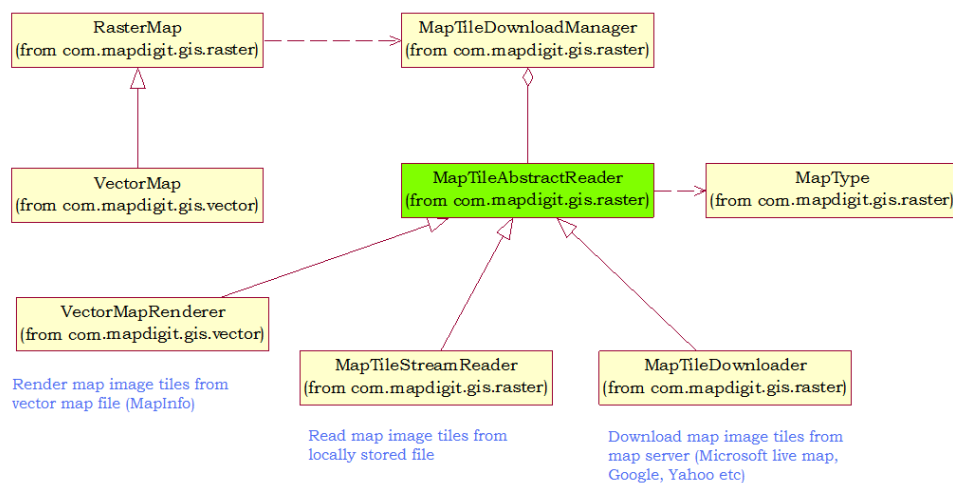 RasterMap
(from com.mapdigit.gis.raster)
MapTileDownloadManager
(from com.mapdigit.gis.raster)
VectorMap
(from com.mapdigit.gis.vector)
MapTileAbstractReader
(from com.mapdigit.gis.raster)
MapType
(from com.mapdigit.gis.raster)
VectorMapRenderer
(from com.mapdigit.gis.vector)
MapTileStreamReader
(from com.mapdigit.gis.raster)
MapTileDownloader
(from com.mapdigit.gis.raster)
Render map image tiles from
vector map file (MapInfo)
Read map image tiles from
locally stored file
Download map image tiles from
map server (Microsoft live map,
Google, Yahoo etc)